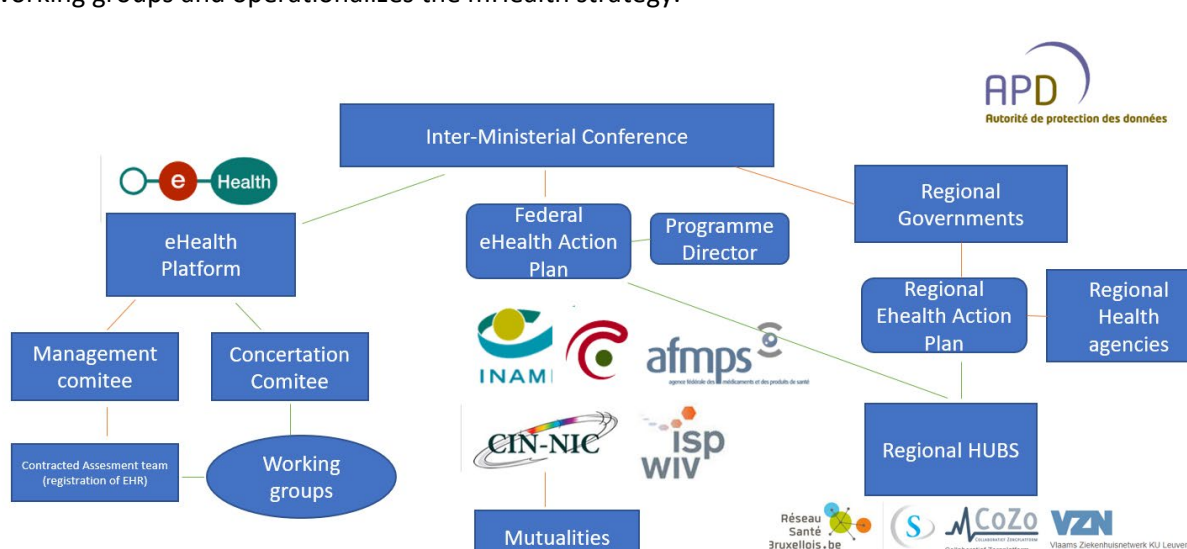 working groups and operationalizes the mHealth strategy.
APD
Autorité de protection des données
Inter-Ministerial Conference
e Health
eHealth
Platform
Federal
eHealth Action
Plan
Programme
Director
Regional
Governments
Management
comitee
Concertation
Comitee
INAMI
afmps
agence fédérale des médicaments et des produits de santé
Regional
Ehealth Action
Plan
Regional
Health
agencies
Contracted Assesment team
(registration of EHR)
Working
groups
CIN-NIC
isp
WIV
Regional HUBS
Mutualities
Réseau
Santé
Bruxellois.be
S
CoZo
VZN
Vlaams Ziekenhuisnetwerk KU Leuven